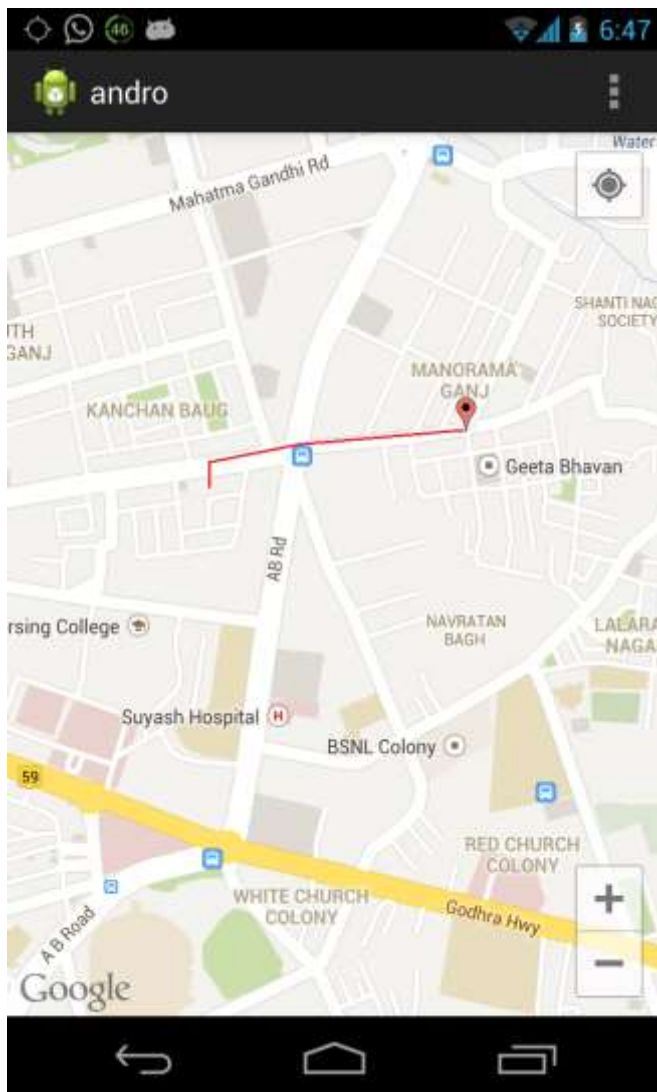 46
6:47
andro
Water
Mahatma Gandhi Rd
SHANTI NAG
SOCIETY
UTH
GANJ
MANORAMA
GANJ
KANCHAN BAUG
Geeta Bhavan
AB Rd
NAVRATAN
BAGH
LALARA
NAGA
rsing College
Suyash Hospital
H
BSNL Colony
59
RED CHURCH
COLONY
WHITE CHURCH
COLONY
Godhra Hwy
A B Road
+
−
Google